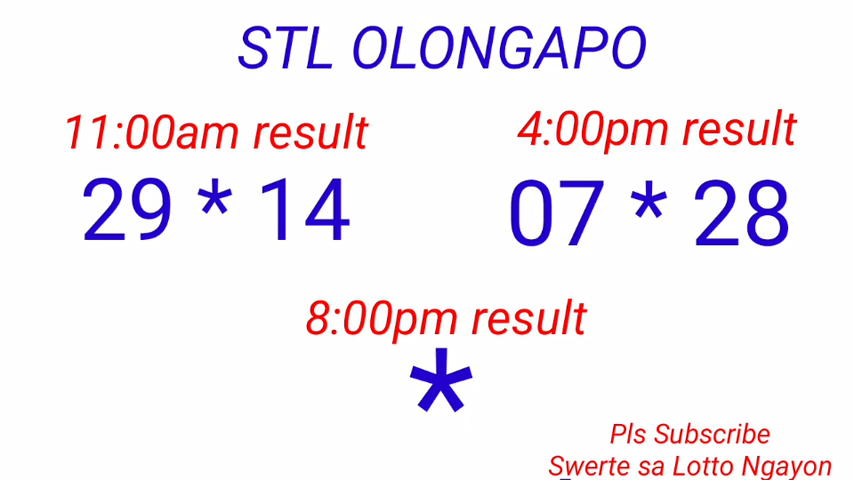 STL OLONGAPO
11:00am result
4:00pm result
29 * 14
07 * 28
8:00pm result
*
Pls Subscribe
Swerte sa Lotto Ngayon